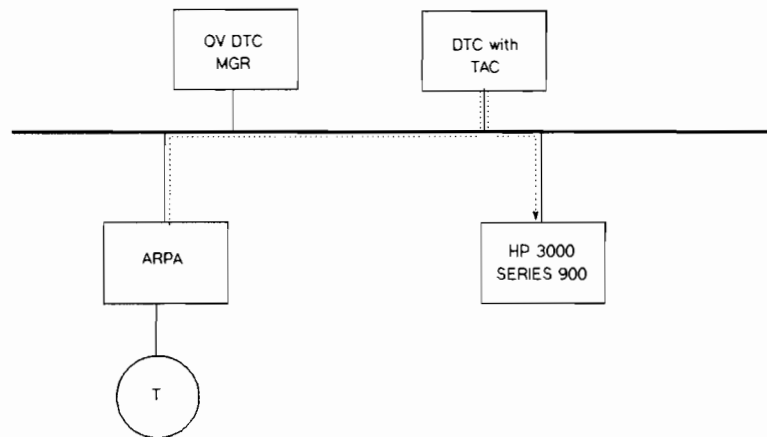 OV DTC
MGR
DTC with
TAC
ARPA
HP 3000
SERIES 900
T